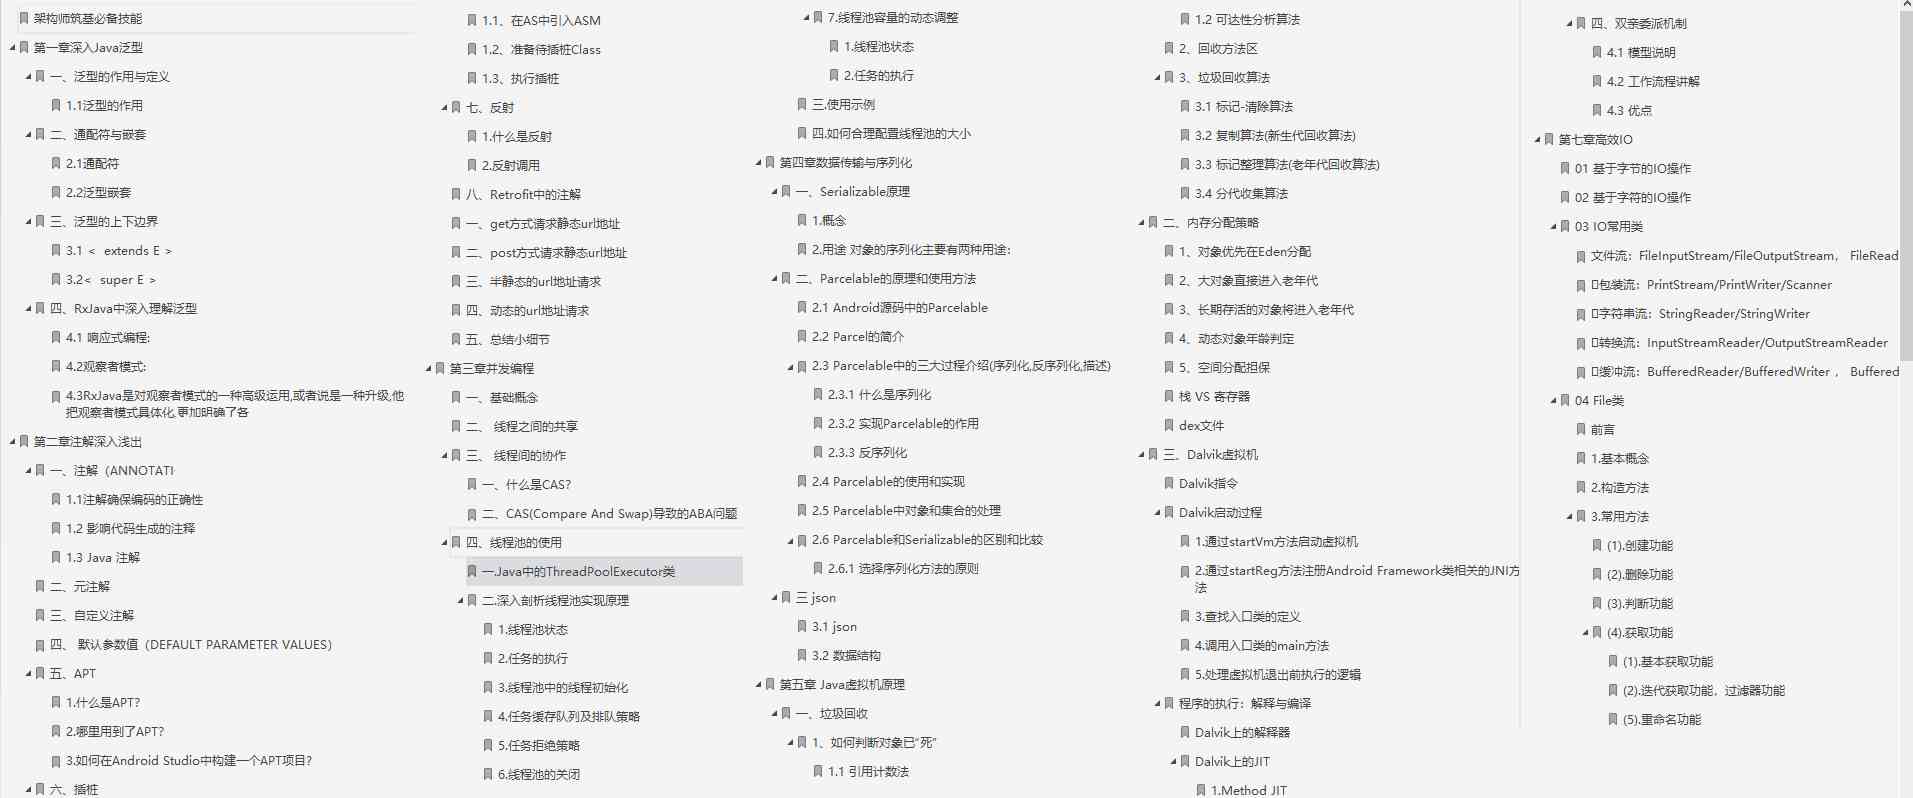 架构师筑基必备技能
第一章深入Java泛型
一、泛型的作用与定义
1.1泛型的作用
二、通配符与嵌套
2.1通配符
2.2泛型嵌套
三、泛型的上下边界
3.1 < extends E >
3.2< super E >
四、RxJava中深入理解泛型
4.1 响应式编程:
4.2观察者模式:
4.3RxJava是对观察者模式的一种高级运用,或者说是一种升级,他
把观察者模式具体化,更加明确了各
第二章注解深入浅出
一、注解（ANNOTATI
1.1注解确保编码的正确性
1.2 影响代码生成的注释
1.3 Java 注解
二、元注解
三、自定义注解
四、 默认参数值（DEFAULT PARAMETER VALUES）
五、APT
1.什么是APT?
2.哪里用到了APT?
3.如何在Android Studio中构建一个APT项目?
六、插桩
1.1、在AS中引入ASM
1.2、准备待插桩Class
1.3、执行插桩
七、反射
1.什么是反射
2.反射调用
八、Retrofit中的注解
一、get方式请求静态url地址
二、post方式请求静态url地址
三、半静态的url地址请求
四、动态的url地址请求
五、总结小细节
第三章并发编程
一、基础概念
二、 线程之间的共享
三、 线程间的协作
一、什么是CAS?
二、CAS(Compare And Swap)导致的ABA问题
四、线程池的使用
一.Java中的ThreadPoolExecutor类
二.深入剖析线程池实现原理
1.线程池状态
2.任务的执行
3.线程池中的线程初始化
4.任务缓存队列及排队策略
5.任务拒绝策略
6.线程池的关闭
7.线程池容量的动态调整
1.线程池状态
2.任务的执行
三.使用示例
四.如何合理配置线程池的大小
第四章数据传输与序列化
一、Serializable原理
1.概念
2.用途 对象的序列化主要有两种用途:
二、Parcelable的原理和使用方法
2.1 Android源码中的Parcelable
2.2 Parcel的简介
2.3 Parcelable中的三大过程介绍(序列化,反序列化,描述)
2.3.1 什么是序列化
2.3.2 实现Parcelable的作用
2.3.3 反序列化
2.4 Parcelable的使用和实现
2.5 Parcelable中对象和集合的处理
2.6 Parcelable和Serializable的区别和比较
2.6.1 选择序列化方法的原则
三 json
3.1 json
3.2 数据结构
第五章 Java虚拟机原理
一、垃圾回收
1、如何判断对象已“死”
1.1 引用计数法
1.2 可达性分析算法
2、回收方法区
3、垃圾回收算法
3.1 标记-清除算法
3.2 复制算法(新生代回收算法)
3.3 标记整理算法(老年代回收算法)
3.4 分代收集算法
二、内存分配策略
1、对象优先在Eden分配
2、大对象直接进入老年代
3、长期存活的对象将进入老年代
4、动态对象年龄判定
5、空间分配担保
栈 VS 寄存器
dex文件
三、Dalvik虚拟机
Dalvik指令
Dalvik启动过程
1.通过startVm方法启动虚拟机
2.通过startReg方法注册Android Framework类相关的JNI方
法
3.查找入口类的定义
4.调用入口类的main方法
5.处理虚拟机退出前执行的逻辑
程序的执行：解释与编译
Dalvik上的解释器
Dalvik上的JIT
1.Method JIT
四、双亲委派机制
4.1 模型说明
4.2 工作流程讲解
4.3 优点
第七章高效IO
01 基于字节的IO操作
02 基于字符的IO操作
03 IO常用类
文件流：FileInputStream/FileOutputStream， FileRead
包装流：PrintStream/PrintWriter/Scanner
字符串流：StringReader/StringWriter
转换流：InputStreamReader/OutputStreamReader
缓冲流：BufferedReader/BufferedWriter ， Buffered
04 File类
前言
1.基本概念
2.构造方法
3.常用方法
(1).创建功能
(2).删除功能
(3).判断功能
(4).获取功能
(1).基本获取功能
(2).迭代获取功能，过滤器功能
(5).重命名功能